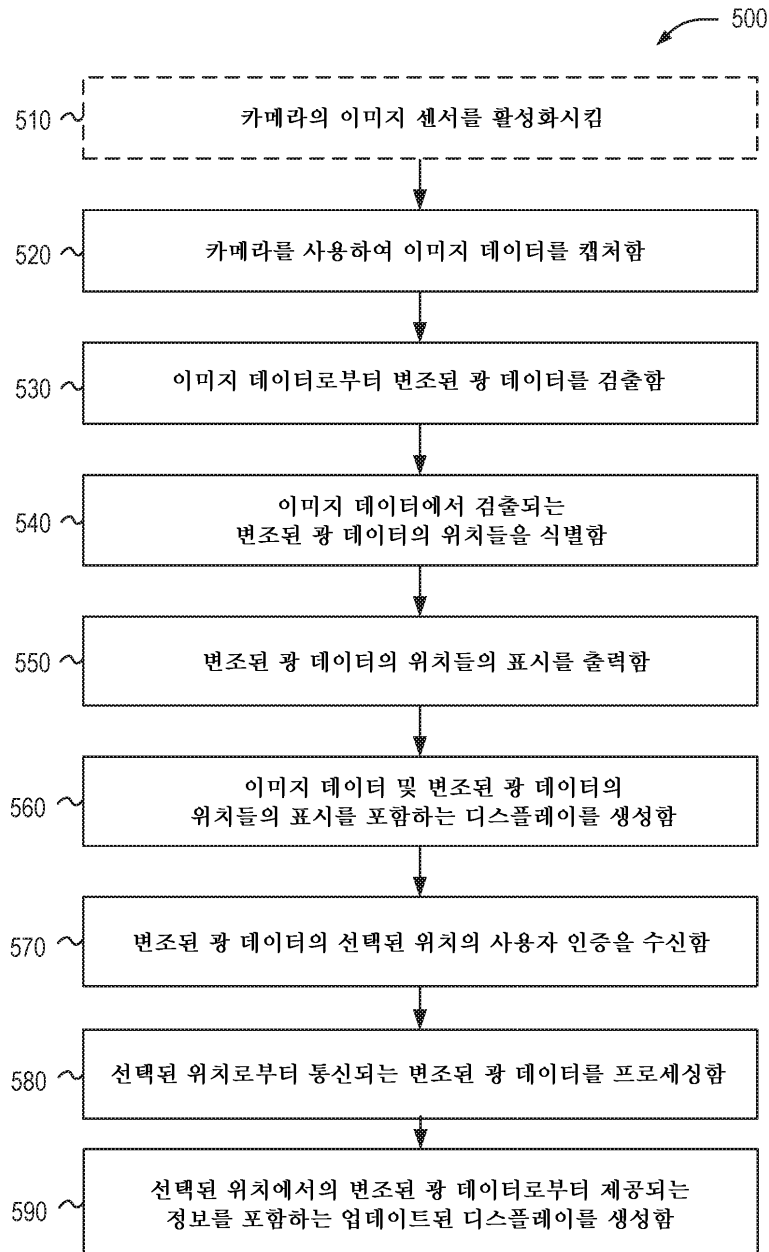 500
510
카메라의 이미지 센서를 활성화시킴
520
카메라를 사용하여 이미지 데이터를 캡처함
530
이미지 데이터로부터 변조된 광 데이터를 검출함
540
이미지 데이터에서 검출되는
변조된 광 데이터의 위치들을 식별함
550
변조된 광 데이터의 위치들의 표시를 출력함
560
이미지 데이터 및 변조된 광 데이터의
위치들의 표시를 포함하는 디스플레이를 생성함
570
변조된 광 데이터의 선택된 위치의 사용자 인증을 수신함
580
선택된 위치로부터 통신되는 변조된 광 데이터를 프로세싱함
590
선택된 위치에서의 변조된 광 데이터로부터 제공되는
정보를 포함하는 업데이트된 디스플레이를 생성함